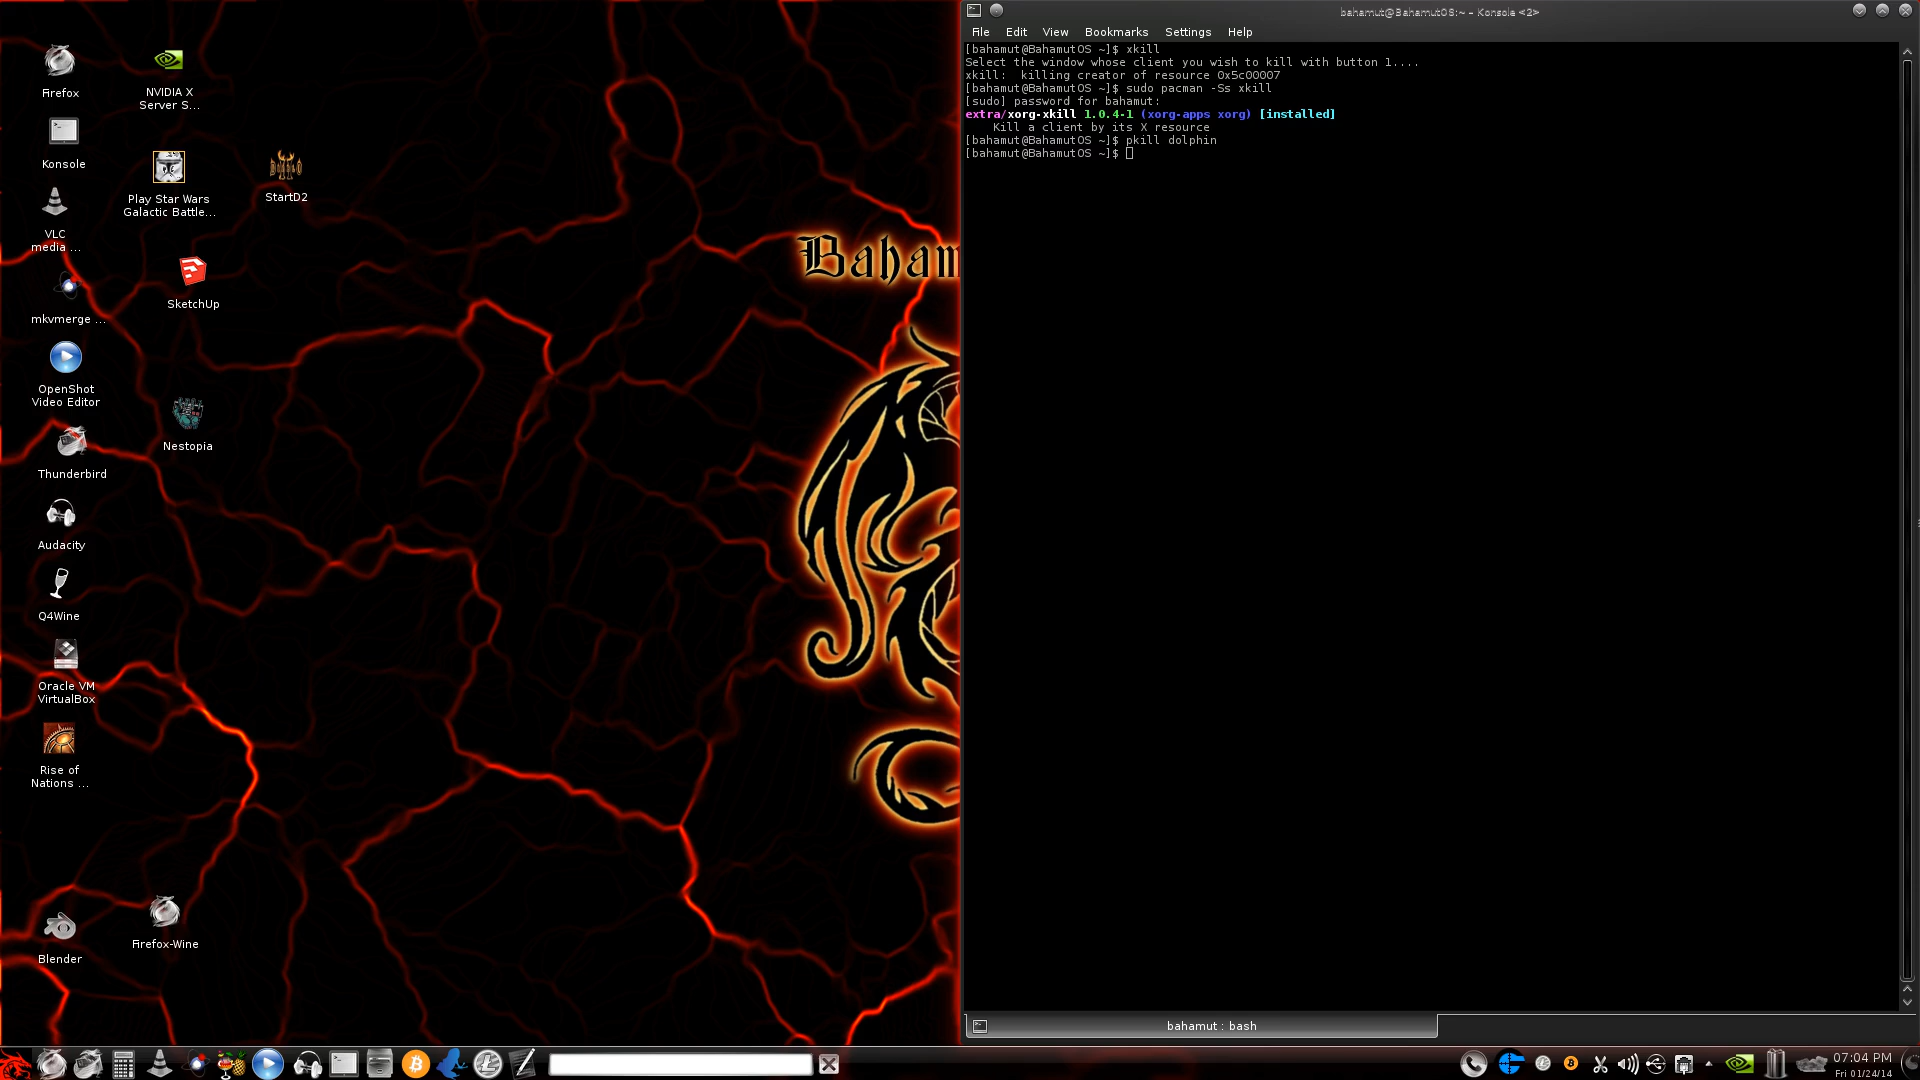 Firefox
NVIDIA X
Server S...
Konsole
Play Star Wars
Galactic Battle...
DIABLO
StartD2
VLC
media ...
SketchUp
mkvmerge ...
OpenShot
Video Editor
Nestopia
Thunderbird
Audacity
Q4Wine
Oracle VM
VirtualBox
Rise of
Nations ...
Blender
Firefox-Wine
Baham
bahamut@BahamutOS:~ - Konsole <2>
File Edit View Bookmarks Settings Help
[bahamut@BahamutOS ~]$ xkill
Select the window whose client you wish to kill with button 1....
xkill:  killing creator of resource 0x5c00007
[bahamut@BahamutOS ~]$ sudo pacman -Ss xkill
[sudo] password for bahamut:
extra/xorg-xkill 1.0.4-1 (xorg-apps xorg) [installed]
    Kill a client by its X resource
[bahamut@BahamutOS ~]$ pkill dolphin
[bahamut@BahamutOS ~]$
bahamut : bash
07:04 PM
Fri 01/24/14